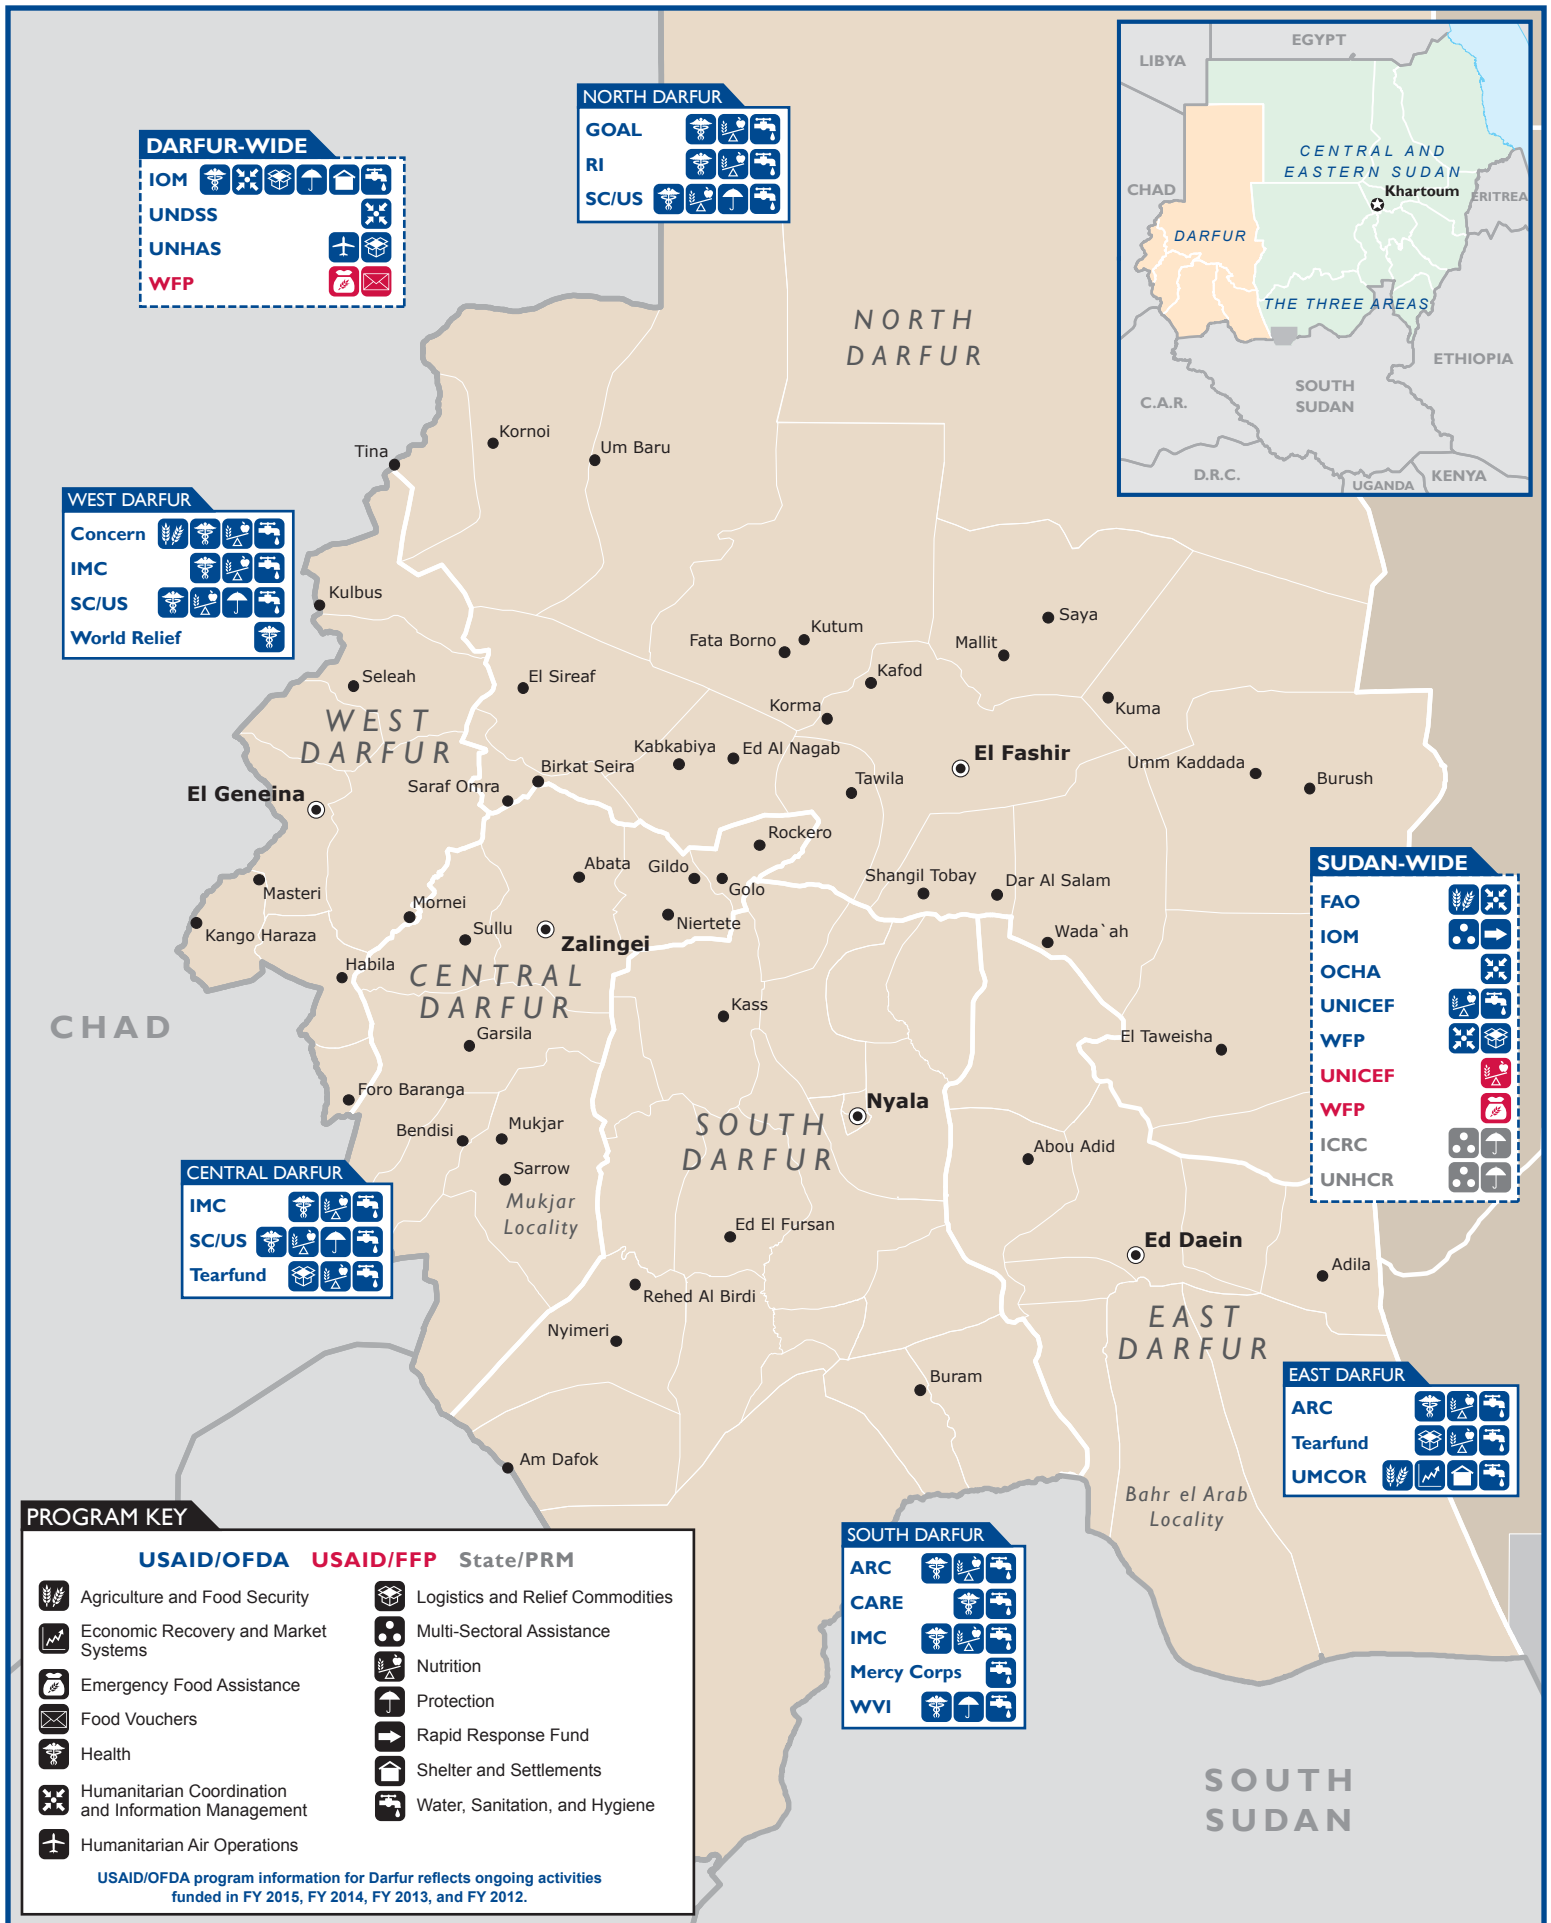 EGYPT
LIBYA
CENTRAL AND
EASTERN SUDAN
Khartoum
CHAD
ERITREA
DARFUR
THE THREE AREAS
ETHIOPIA
SOUTH
SUDAN
C.A.R.
D.R.C.
UGANDA
KENYA
NORTH DARFUR
GOAL
RI
SC/US
DARFUR-WIDE
IOM
UNDSS
UNHAS
WFP
NORTH
DARFUR
Kornoi
Um Baru
Tina
WEST DARFUR
Concern
IMC
SC/US
World Relief
Kulbus
Saya
Kutum
Fata Borno
Mallit
Kafod
Seleah
El Sireaf
Korma
Kuma
WEST
DARFUR
Kabkabiya
Ed Al Nagab
El Fashir
Umm Kaddada
Birkat Seira
Saraf Omra
Tawila
Burush
El Geneina
Rockero
Abata
Gildo
Golo
Shangil Tobay
Dar Al Salam
Masteri
Mornei
Niertete
Kango Haraza
Sullu
Zalingei
Wada`ah
Habila
CENTRAL
DARFUR
Kass
CHAD
Garsila
El Taweisha
Foro Baranga
Nyala
Bendisi
Mukjar
SOUTH
DARFUR
Abou Adid
Sarrow
Mukjar
Locality
SUDAN-WIDE
FAO
IOM
OCHA
UNICEF
WFP
UNICEF
WFP
ICRC
UNHCR
CENTRAL DARFUR
IMC
SC/US
Tearfund
Ed El Fursan
Ed Daein
Adila
Rehed Al Birdi
Nyimeri
EAST
DARFUR
Buram
EAST DARFUR
ARC
Tearfund
UMCOR
Am Dafok
Bahr el Arab
Locality
SOUTH DARFUR
ARC
CARE
IMC
Mercy Corps
WVI
SOUTH
SUDAN
PROGRAM KEY
USAID/OFDA USAID/FFP State/PRM
Agriculture and Food Security
Economic Recovery and Market
Systems
Emergency Food Assistance
Food Vouchers
Health
Humanitarian Coordination
and Information Management
Humanitarian Air Operations
Logistics and Relief Commodities
Multi-Sectoral Assistance
Nutrition
Protection
Rapid Response Fund
Shelter and Settlements
Water, Sanitation, and Hygiene
USAID/OFDA program information for Darfur reflects ongoing activities
funded in FY 2015, FY 2014, FY 2013, and FY 2012.